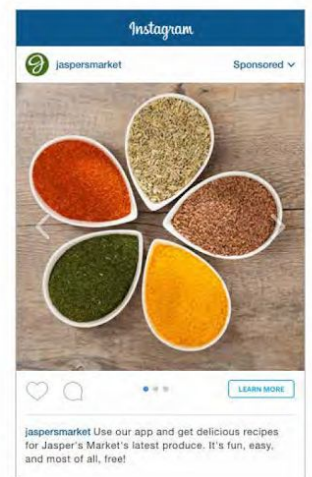 Instagram
jaspersmarket
Sponsored
LEARN MORE
jaspersmarket Use our app and get delicious recipes
for Jasper's Market's latest produce. It's fun, easy,
and most of all, free!